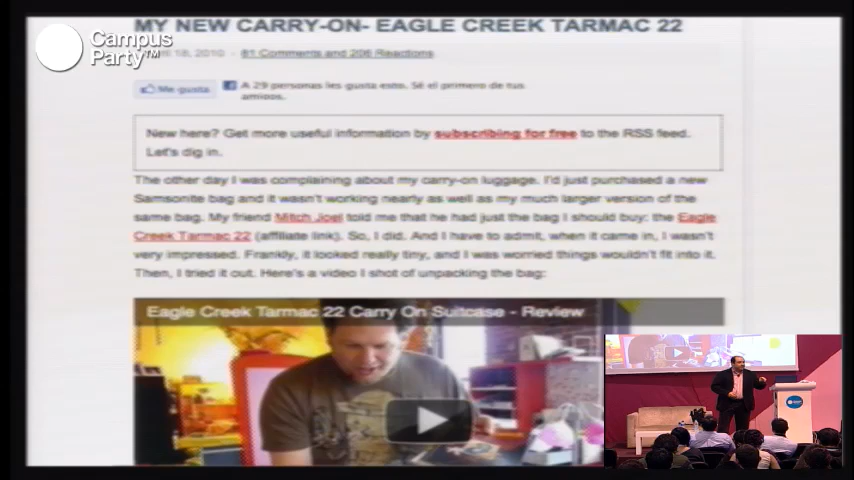 MY NEW CARRY-ON- EAGLE CREEK TARMAC 22
Campus
Party™
18, 2010 - 81 Comments and 206 Reactions
Me gusta
A 29 personas les gusta esto. Sé el primero de tus
amigos.
New here? Get more useful information by subscribing for free to the RSS feed.
Let's dig in.
The other day I was complaining about my carry-on luggage. I'd just purchased a new
Samsonite bag and it wasn't working nearly as well as my much larger version of the
same bag. My friend Mitch Joel told me that he had just the bag I should buy: the Eagle
Creek Tarmac 22 (affiliate link). So, I did. And I have to admit, when it came in, I wasn't
very impressed. Frankly, it looked really tiny, and I was worried things wouldn't fit into it.
Then, I tried it out. Here's a video I shot of unpacking the bag:
Eagle Creek Tarmac 22 Carry On Suitcase - Review